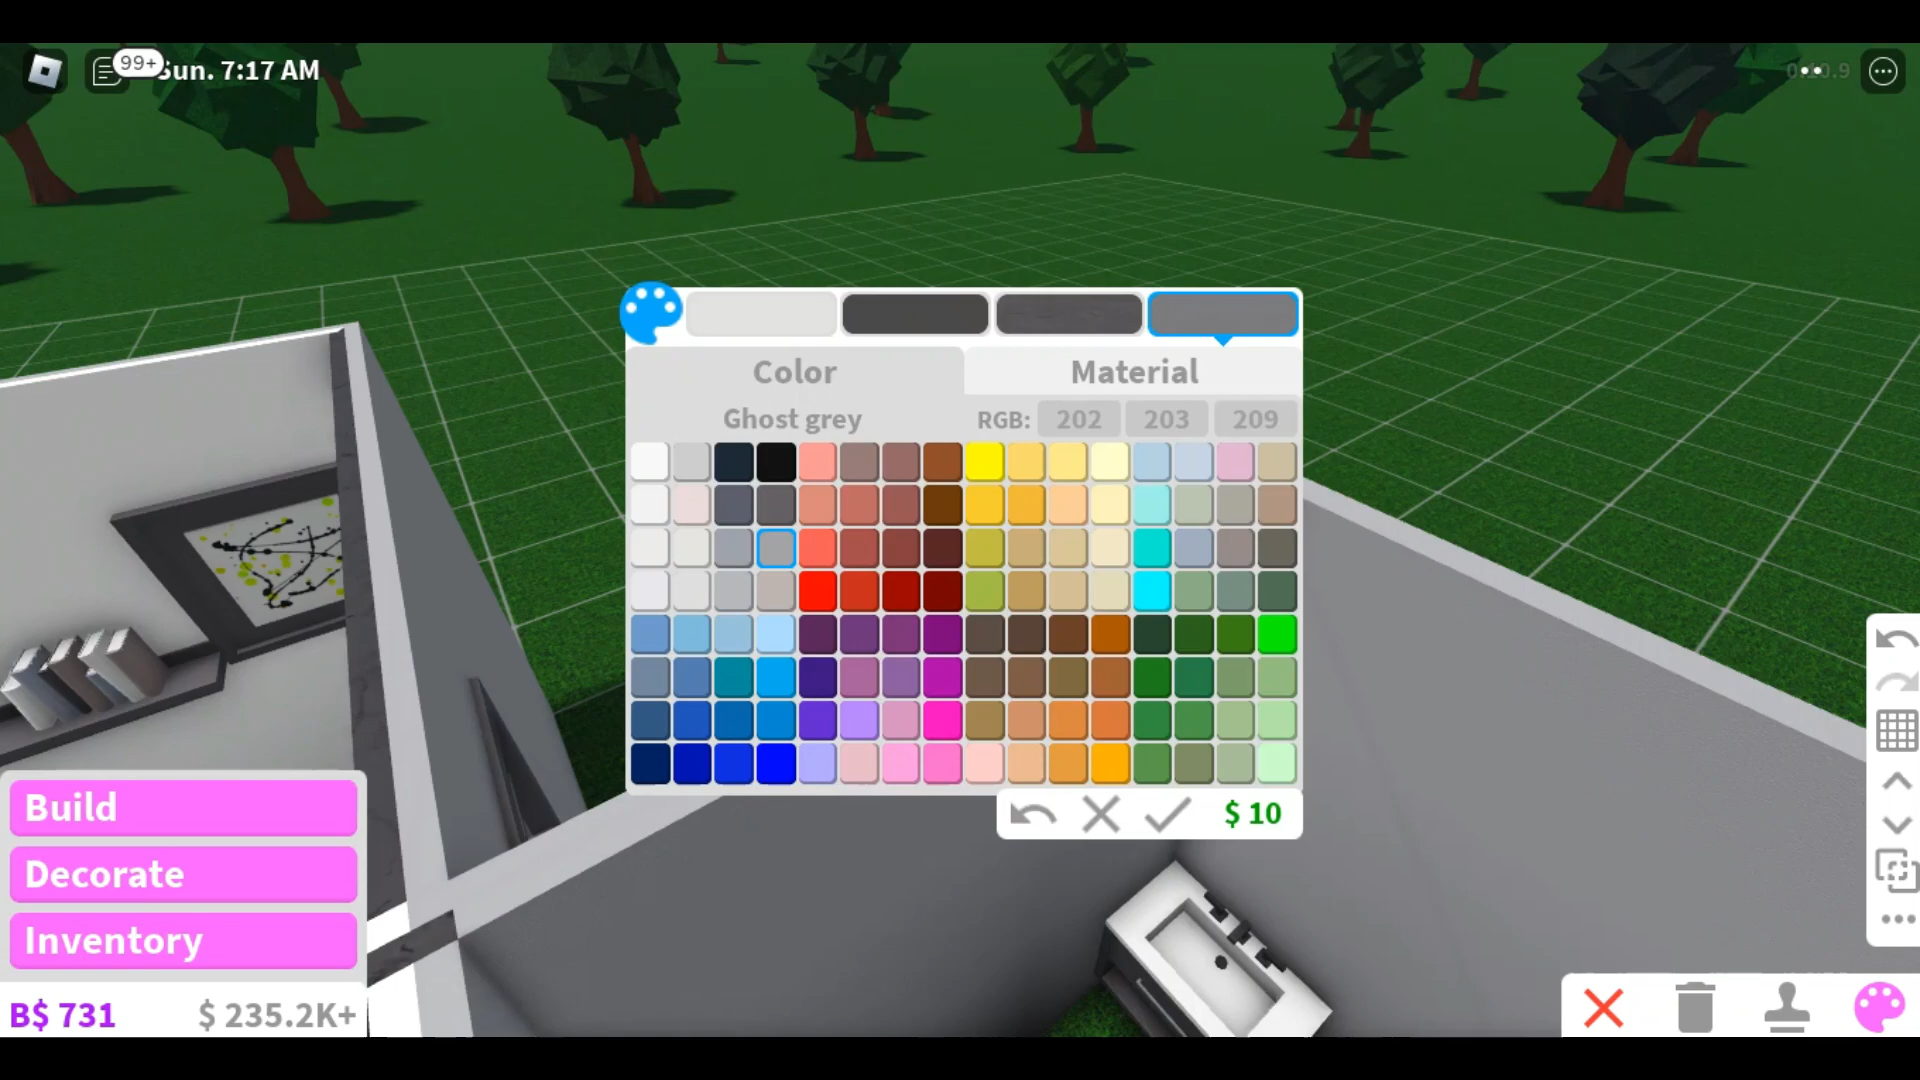 99+
Sun. 7:17 AM
Color
Material
Ghost grey
RGB: 202 203 209
$ 10
Build
Decorate
Inventory
B$ 731
$ 235.2K+